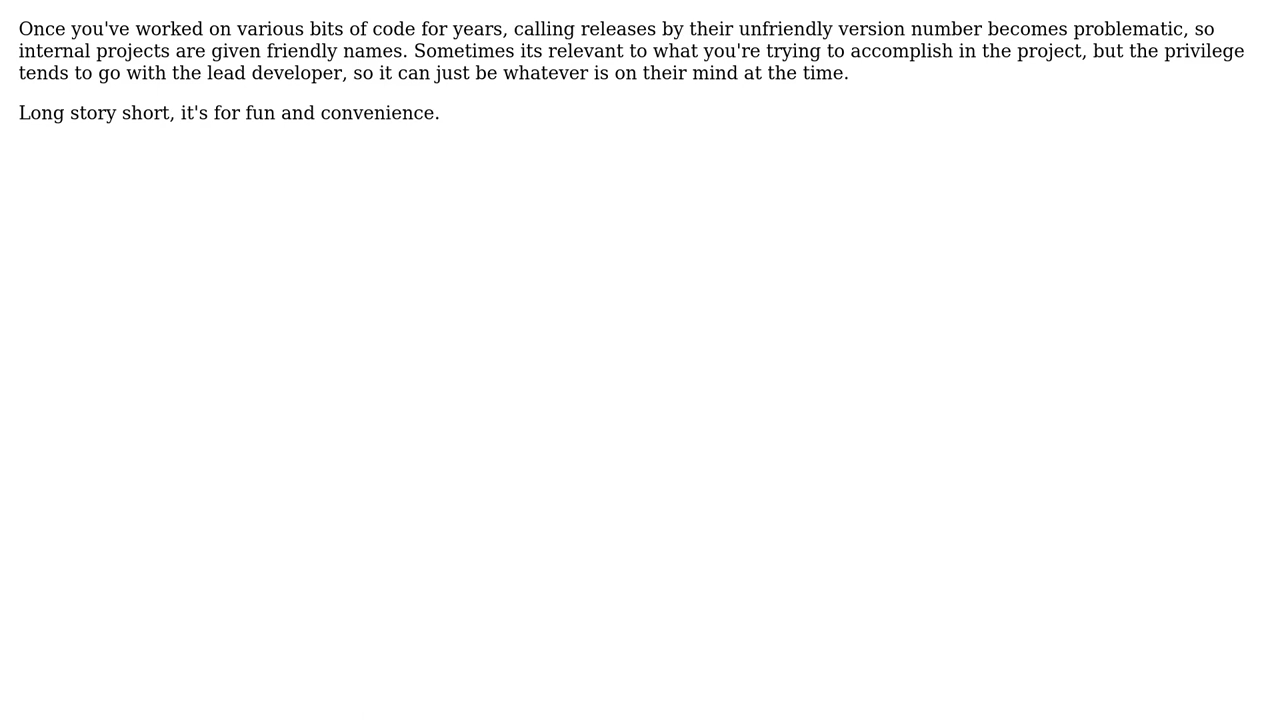 Once you've worked on various bits of code for years, calling releases by their unfriendly version number becomes problematic, so
internal projects are given friendly names. Sometimes its relevant to what you're trying to accomplish in the project, but the privilege
tends to go with the lead developer, so it can just be whatever is on their mind at the time.
Long story short, it's for fun and convenience.